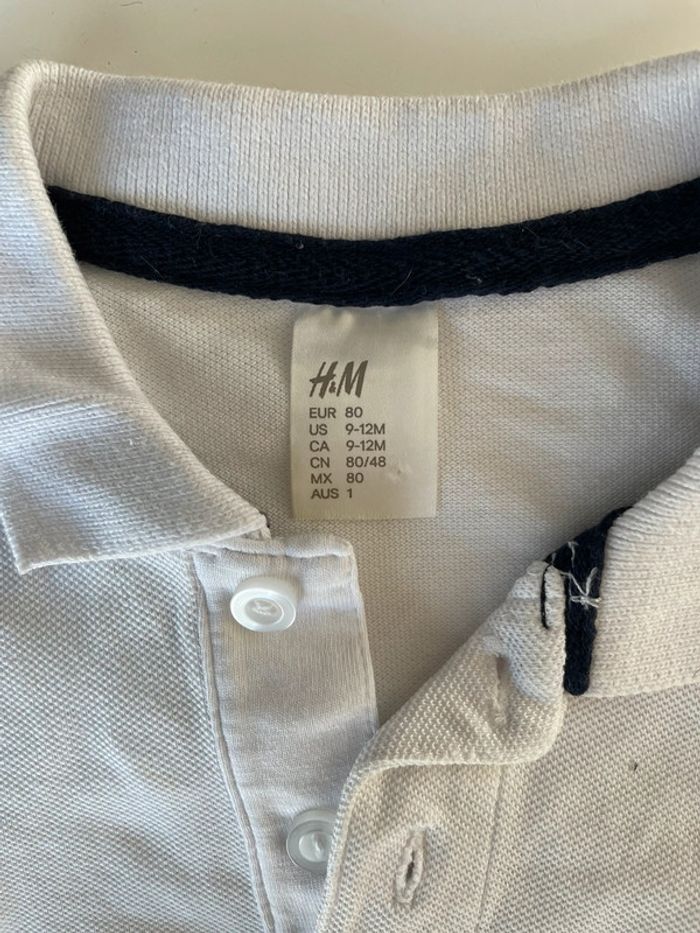 H&M
EUR 80
US 9-12M
CA 9-12M
CN 80/48
MX 80
AUS 1